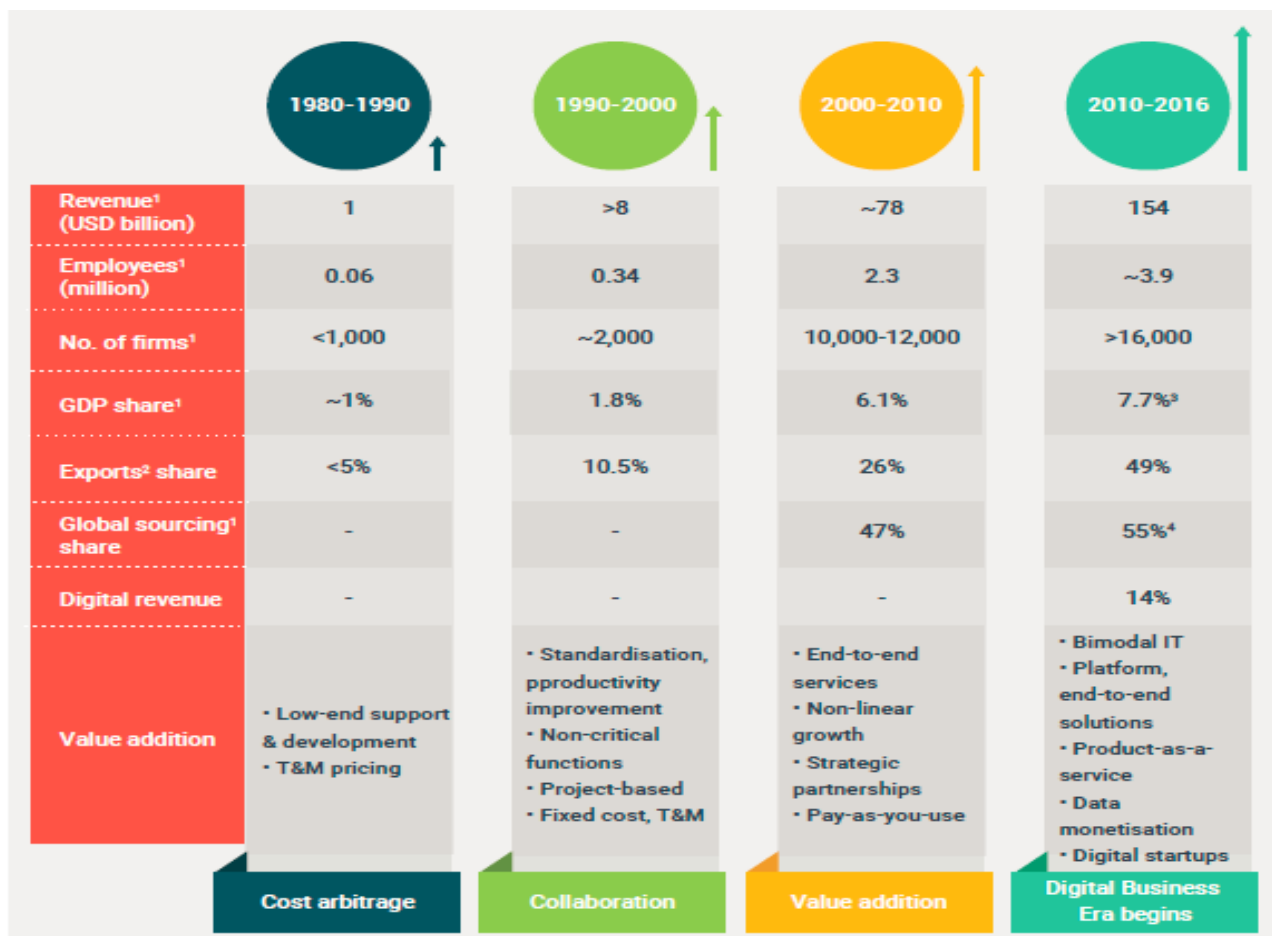 1980-1990
1990-2000
2000-2010
2010-2016
Revenue¹
(USD billion)
1
>8
~78
154
Employees¹
(million)
0.06
0.34
2.3
~3.9
No. of firms¹
<1,000
~2,000
10,000-12,000
>16,000
GDP share¹
~1%
1.8%
6.1%
7.7%³
Exports² share
<5%
10.5%
26%
49%
Global sourcing¹
share
-
-
47%
55%⁴
Digital revenue
-
-
-
14%
Value addition
• Low-end support
& development
• T&M pricing
• Standardisation,
pproductivity
improvement
• Non-critical
functions
• Project-based
• Fixed cost, T&M
• End-to-end
services
• Non-linear
growth
• Strategic
partnerships
• Pay-as-you-use
• Bimodal IT
• Platform,
end-to-end
solutions
• Product-as-a-
service
• Data
monetisation
• Digital startups
Cost arbitrage
Collaboration
Value addition
Digital Business
Era begins